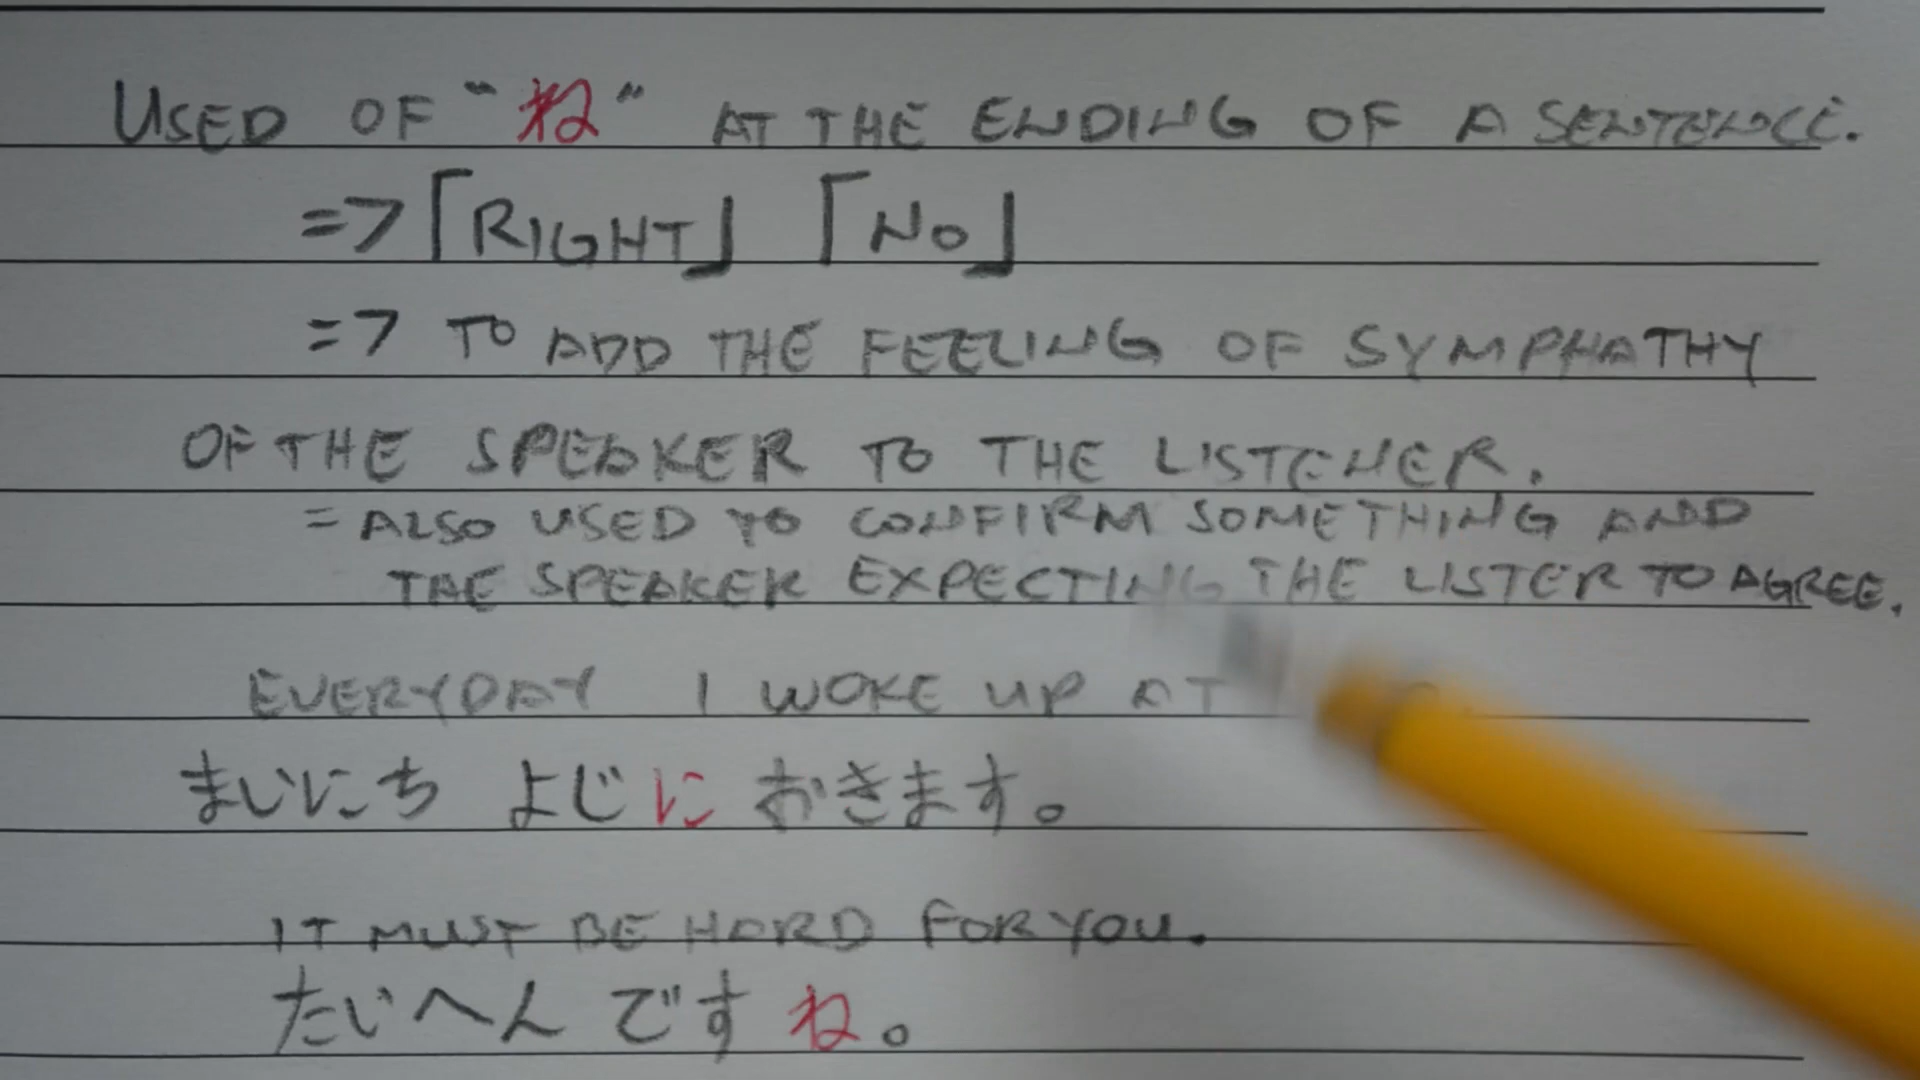 USED OF "ね" AT THE ENDING OF A SENTENCE.
=>「RIGHT」「NO」
=> TO ADD THE FEELING OF SYMPHATHY
OF THE SPEAKER TO THE LISTENER.
= ALSO USED TO CONFIRM SOMETHING AND
THE SPEAKER EXPECTING THE LISTER TO AGREE.
EVERYDAY I WOKE UP AT
まいにち よじに おきます。
IT MUST BE HARD FOR YOU.
たいへん です ね。